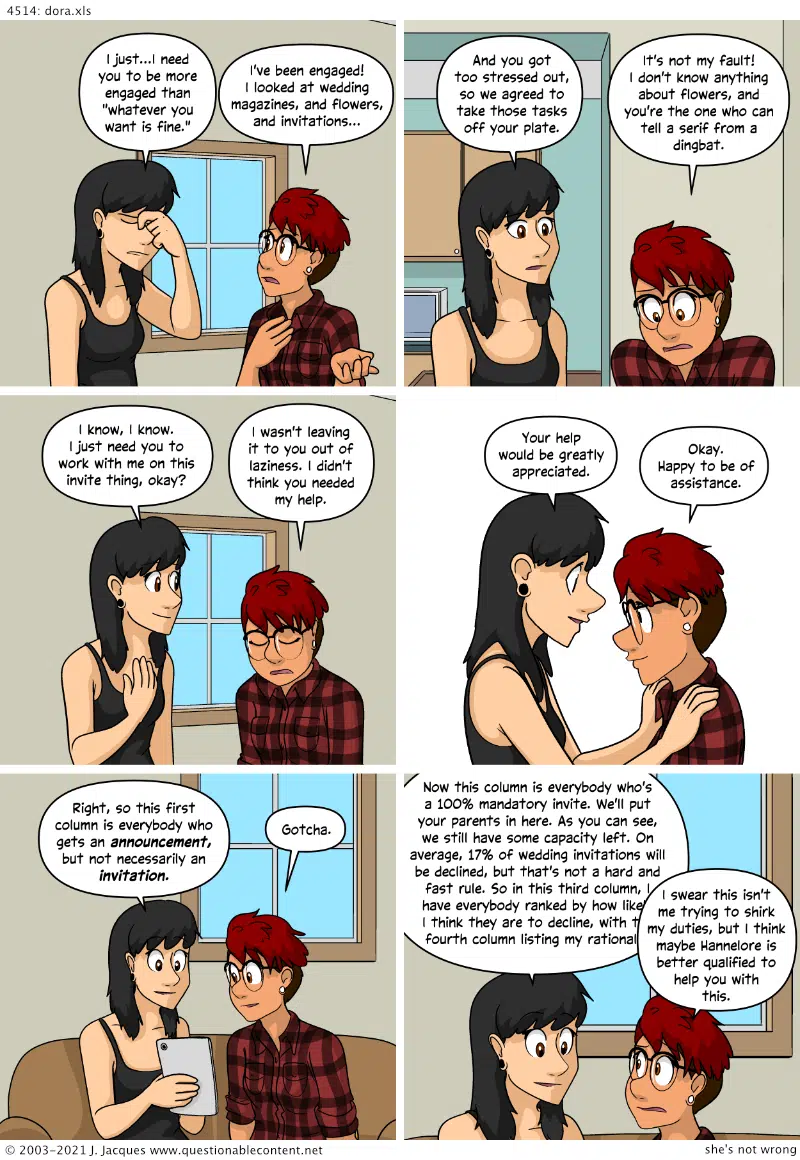 4514: dora.xls
I just...I need
you to be more
engaged than
"whatever you
want is fine."
I've been engaged!
I looked at wedding
magazines, and flowers,
and invitations...
And you got
too stressed out,
so we agreed to
take those tasks
off your plate.
It's not my fault!
I don't know anything
about flowers, and
you're the one who can
tell a serif from a
dingbat.
I know, I know.
I just need you to
work with me on this
invite thing, okay?
I wasn't leaving
it to you out of
laziness. I didn't
think you needed
my help.
Your help
would be greatly
appreciated.
Okay.
Happy to be of
assistance.
Right, so this first
column is everybody who
gets an announcement,
but not necessarily an
invitation.
Gotcha.
Now this column is everybody who's
a 100% mandatory invite. We'll put
your parents in here. As you can see,
we still have some capacity left. On
average, 17% of wedding invitations will
be declined, but that's not a hard and
fast rule. So in this third column, I
have everybody ranked by how
I think they are to decline, with
fourth column listing my
I swear this isn't
me trying to shirk
my duties, but I think
maybe Hannelore is
better qualified to
help you with
this.
© 2003-2021 J. Jacques www.questionablecontent.net
she's not wrong